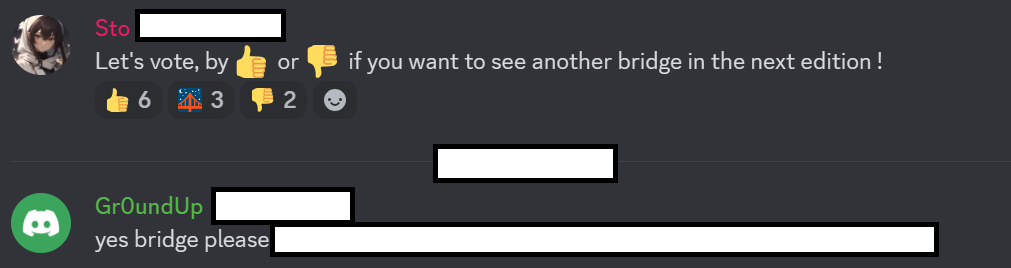 Sto
Let's vote, by 👍 or 👎 if you want to see another bridge in the next edition !
6 3 2
Gr0undUp
yes bridge please